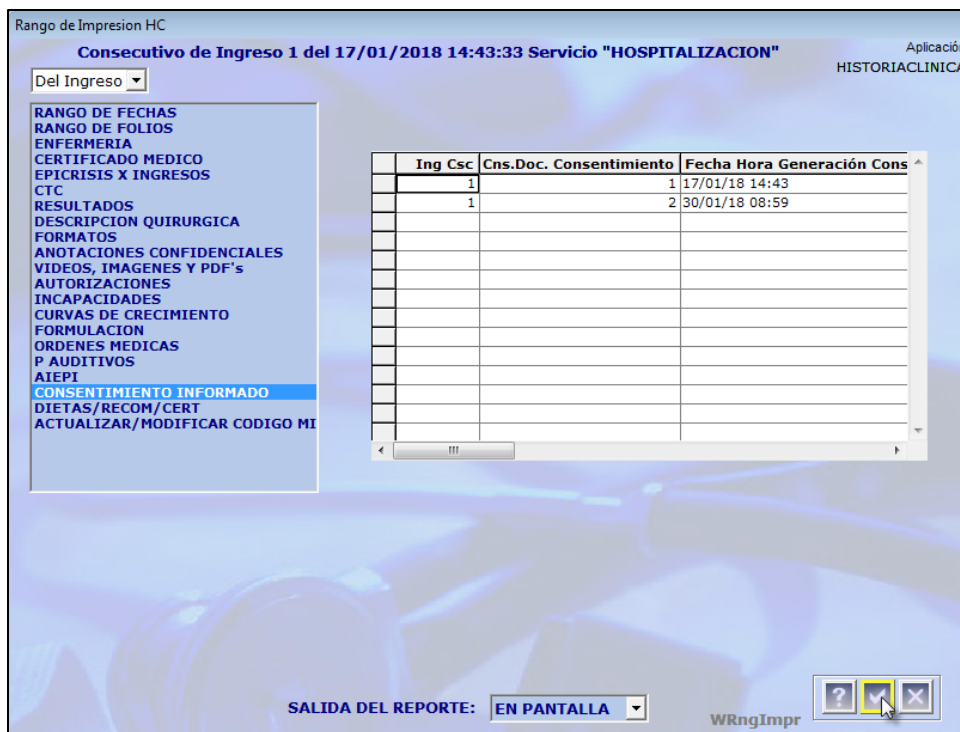 Rango de Impresion HC
Consecutivo de Ingreso 1 del 17/01/2018 14:43:33 Servicio "HOSPITALIZACION"
Aplicación
HISTORIACLINICA
Del Ingreso
RANGO DE FECHAS
RANGO DE FOLIOS
ENFERMERIA
CERTIFICADO MEDICO
EPICRISIS X INGRESOS
CTC
RESULTADOS
DESCRIPCION QUIRURGICA
FORMATOS
ANOTACIONES CONFIDENCIALES
VIDEOS, IMAGENES Y PDF's
AUTORIZACIONES
INCAPACIDADES
CURVAS DE CRECIMIENTO
FORMULACION
ORDENES MEDICAS
P AUDITIVOS
AIEPI
CONSENTIMIENTO INFORMADO
DIETAS/RECOM/CERT
ACTUALIZAR/MODIFICAR CODIGO MI
Ing Csc Cns.Doc. Consentimiento Fecha Hora Generación Cons
1 1 17/01/18 14:43
1 2 30/01/18 08:59
SALIDA DEL REPORTE: EN PANTALLA
WRngImpr
?